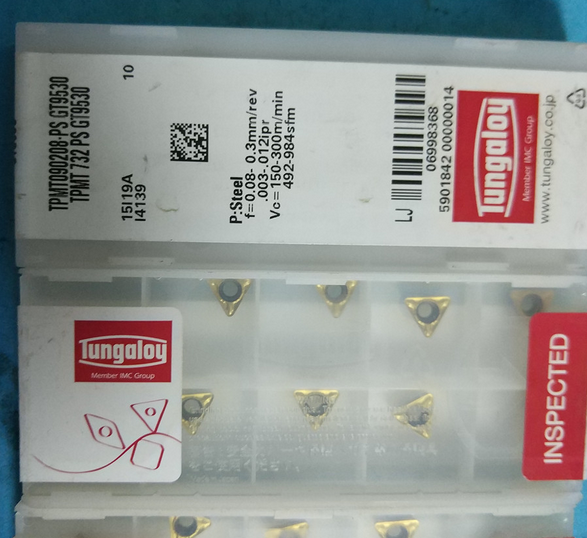 TPMT090208-PS GT9530
TPMT 732 PS GT9530
10
15I19A
I4139
P:Steel
f=0.08- 0.3mm/rev
.003-.012ipr
Vc=150-300m/min
492-984sfm
LJ
06998368
5901842 00000014
Tungaloy
Member IMC Group
www.tungaloy.co.jp
Tungaloy
Member IMC Group
INSPECTED